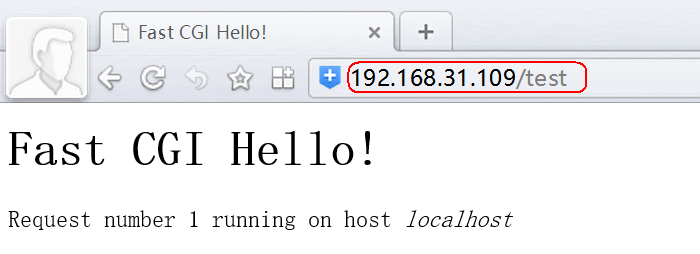 Fast CGI Hello!
192.168.31.109/test
Fast CGI Hello!
Request number 1 running on host localhost